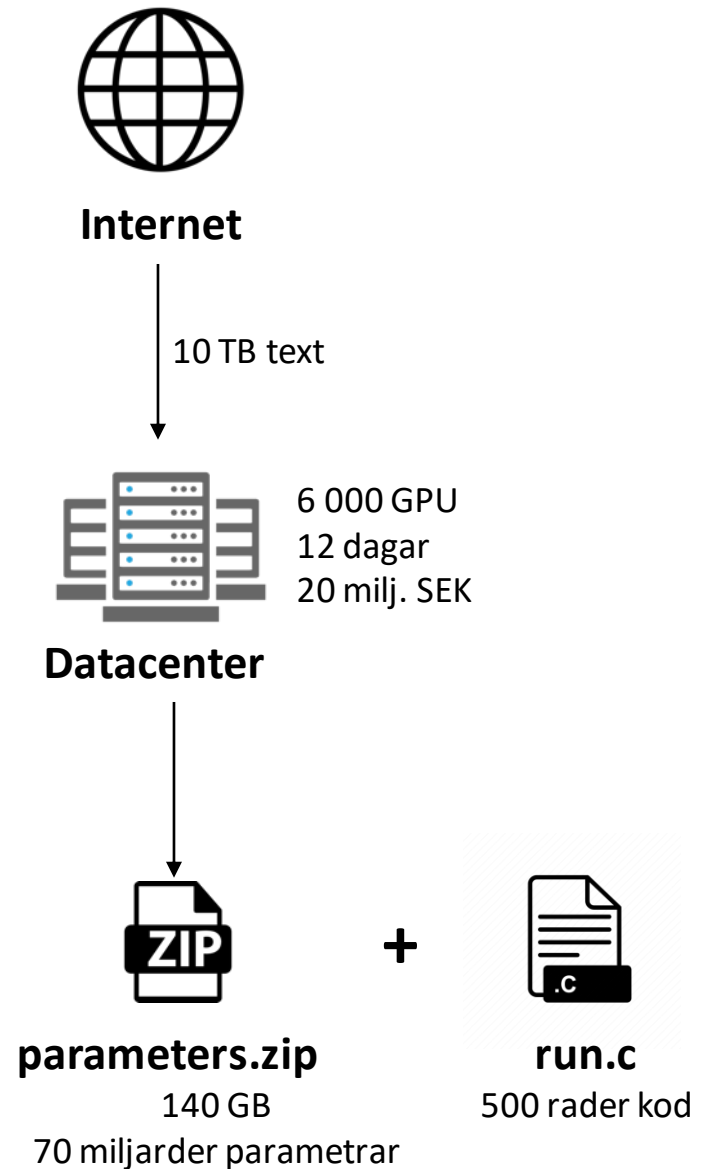 Internet
10 TB text
6 000 GPU
12 dagar
20 milj. SEK
Datacenter
ZIP
+
.C
parameters.zip
run.c
140 GB
500 rader kod
70 miljarder parametrar